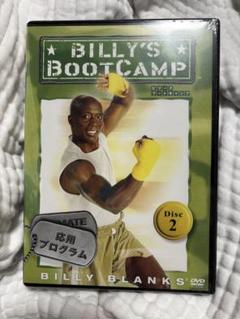 BILLY'S
BOOTCAMP
Disc
2
応用
プログラム
BILLY BLANKS
DVD